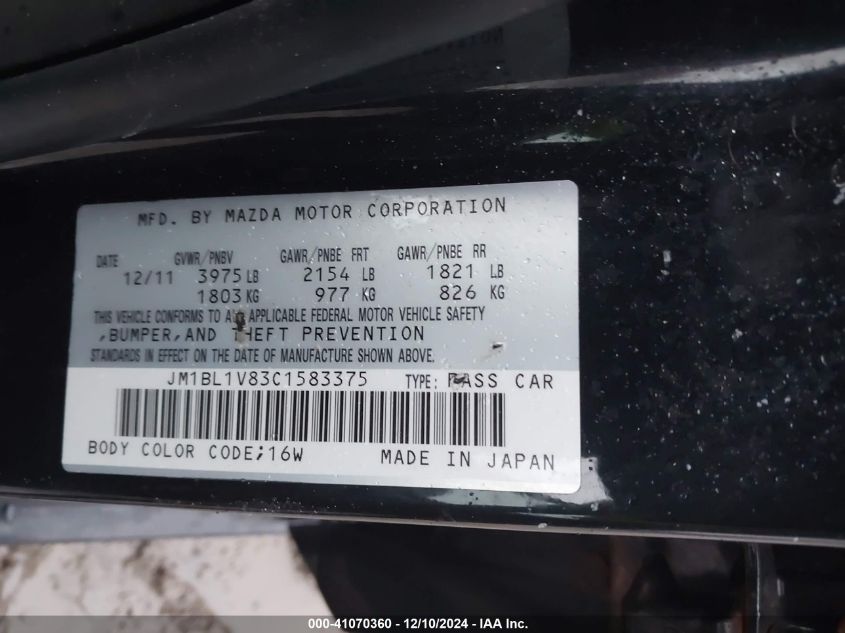 MFD. BY MAZDA MOTOR CORPORATION
DATE GVWR/PNBV GAWR/PNBE FRT GAWR/PNBE RR
12/11 3975 LB 2154 LB 1821 LB
1803 KG 977 KG 826 KG
THIS VEHICLE CONFORMS TO ALL APPLICABLE FEDERAL MOTOR VEHICLE SAFETY
,BUMPER,AND THEFT PREVENTION
STANDARDS IN EFFECT ON THE DATE OF MANUFACTURE SHOWN ABOVE.
JM1BL1V83C1583375 TYPE: PASS CAR
BODY COLOR CODE;16W MADE IN JAPAN
000-41070360 - 12/10/2024 - IAA Inc.